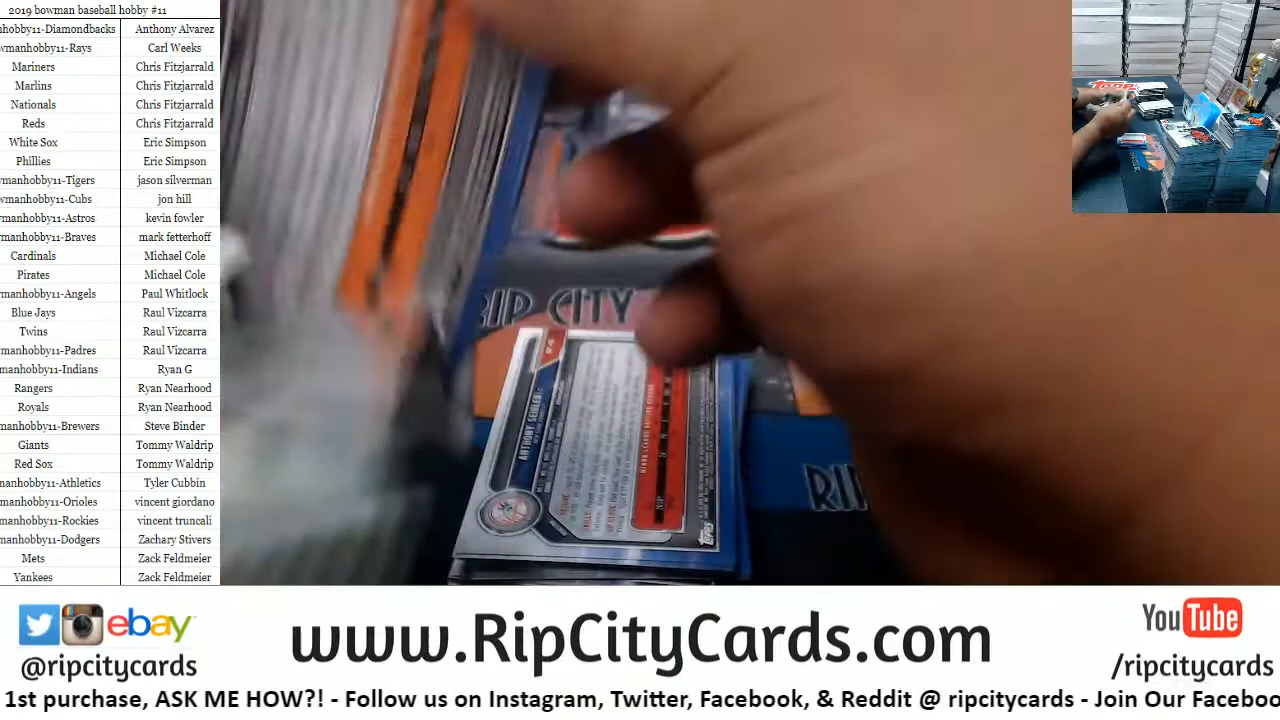 2019 bowman baseball hobby #11
hobby11-Diamondbacks Anthony Alvarez
wmanhobby11-Rays Carl Weeks
Mariners Chris Fitzjarrald
Marlins Chris Fitzjarrald
Nationals Chris Fitzjarrald
Reds Chris Fitzjarrald
White Sox Eric Simpson
Phillies Eric Simpson
wmanhobby11-Tigers jason silverman
wmanhobby11-Cubs jon hill
manhobby11-Astros kevin fowler
manhobby11-Braves mark fetterhoff
Cardinals Michael Cole
Pirates Michael Cole
manhobby11-Angels Paul Whitlock
Blue Jays Raul Vizcarra
Twins Raul Vizcarra
manhobby11-Padres Raul Vizcarra
manhobby11-Indians Ryan G
Rangers Ryan Nearhood
Royals Ryan Nearhood
manhobby11-Brewers Steve Binder
Giants Tommy Waldrip
Red Sox Tommy Waldrip
manhobby11-Athletics Tyler Cubbin
manhobby11-Orioles vincent giordano
manhobby11-Rockies vincent truncali
manhobby11-Dodgers Zachary Stivers
Mets Zack Feldmeier
Yankees Zack Feldmeier
RIP CITY
ANTHONY SEIGLER
topps
RIP
ebay
@ripcitycards
www.RipCityCards.com
YouTube
/ripcitycards
1st purchase, ASK ME HOW?! - Follow us on Instagram, Twitter, Facebook, & Reddit @ ripcitycards - Join Our Faceboo